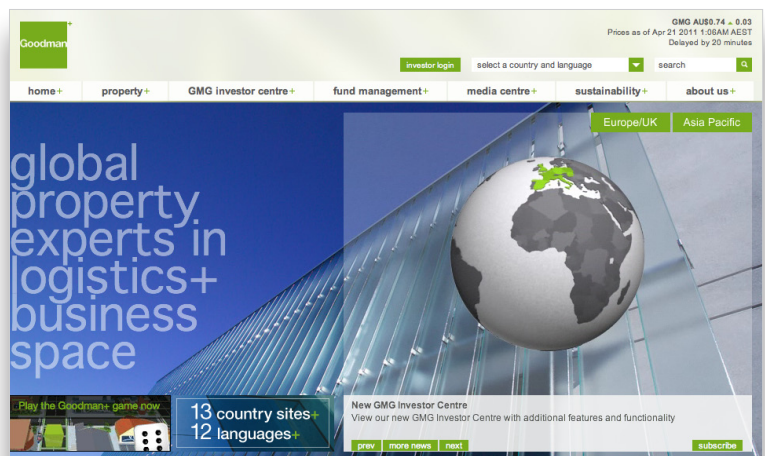 Goodman+
GMG AU$0.74 ▲ 0.03
Prices as of Apr 21 2011 1:06AM AEST
Delayed by 20 minutes
investor login
select a country and language
search
home+
property+
GMG investor centre+
fund management+
media centre+
sustainability+
about us+
Europe/UK
Asia Pacific
global
property
experts in
logistics+
business
space
Play the Goodman+ game now
13 country sites+
12 languages+
New GMG Investor Centre
View our new GMG Investor Centre with additional features and functionality
prev
more news
next
subscribe